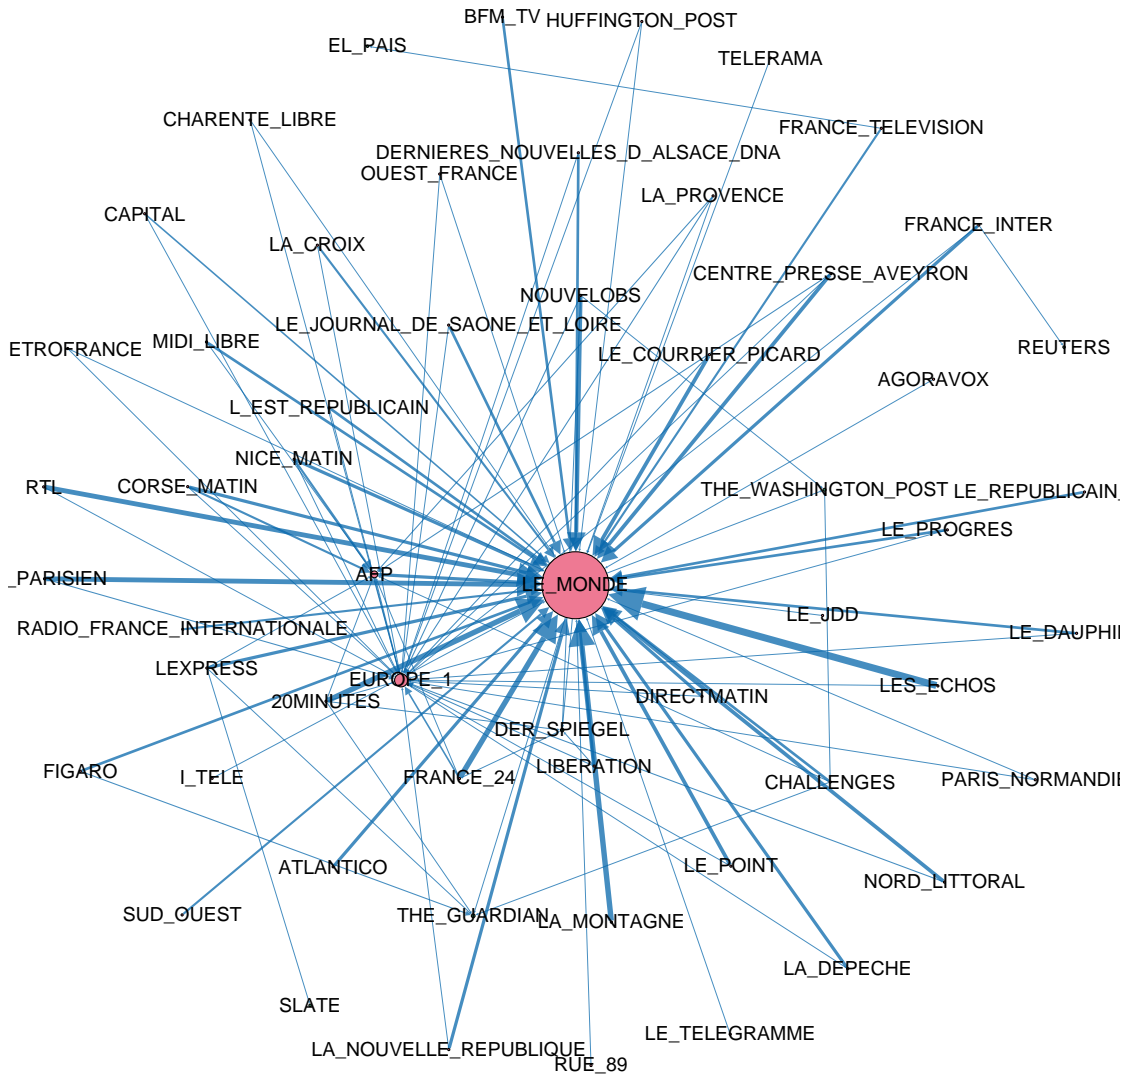 BFM_TV
HUFFINGTON_POST
EL_PAIS
TELERAMA
CHARENTE_LIBRE
FRANCE_TELEVISION
DERNIERES_NOUVELLES_D_ALSACE_DNA
OUEST_FRANCE
LA_PROVENCE
CAPITAL
FRANCE_INTER
LA_CROIX
CENTRE_PRESSE_AVEYRON
NOUVELOBS
LE_JOURNAL_DE_SAONE_ET_LOIRE
ETROFRANCE
MIDI_LIBRE
LE_COURRIER_PICARD
REUTERS
AGORAVOX
L_EST_REPUBLICAIN
NICE_MATIN
RTL
CORSE_MATIN
THE_WASHINGTON_POST
LE_REPUBLICAIN_
LE_PROGRES
_PARISIEN
AFP
LE_MONDE
LE_JDD
RADIO_FRANCE_INTERNATIONALE
LE_DAUPHI
LEXPRESS
EUROPE_1
LES_ECHOS
20MINUTES
DIRECTMATIN
DER_SPIEGEL
LIBERATION
FIGARO
I_TELE
FRANCE_24
CHALLENGES
PARIS_NORMANDIE
ATLANTICO
LE_POINT
NORD_LITTORAL
SUD_OUEST
THE_GUARDIAN
LA_MONTAGNE
LA_DEPECHE
SLATE
LE_TELEGRAMME
LA_NOUVELLE_REPUBLIQUE
RUE_89